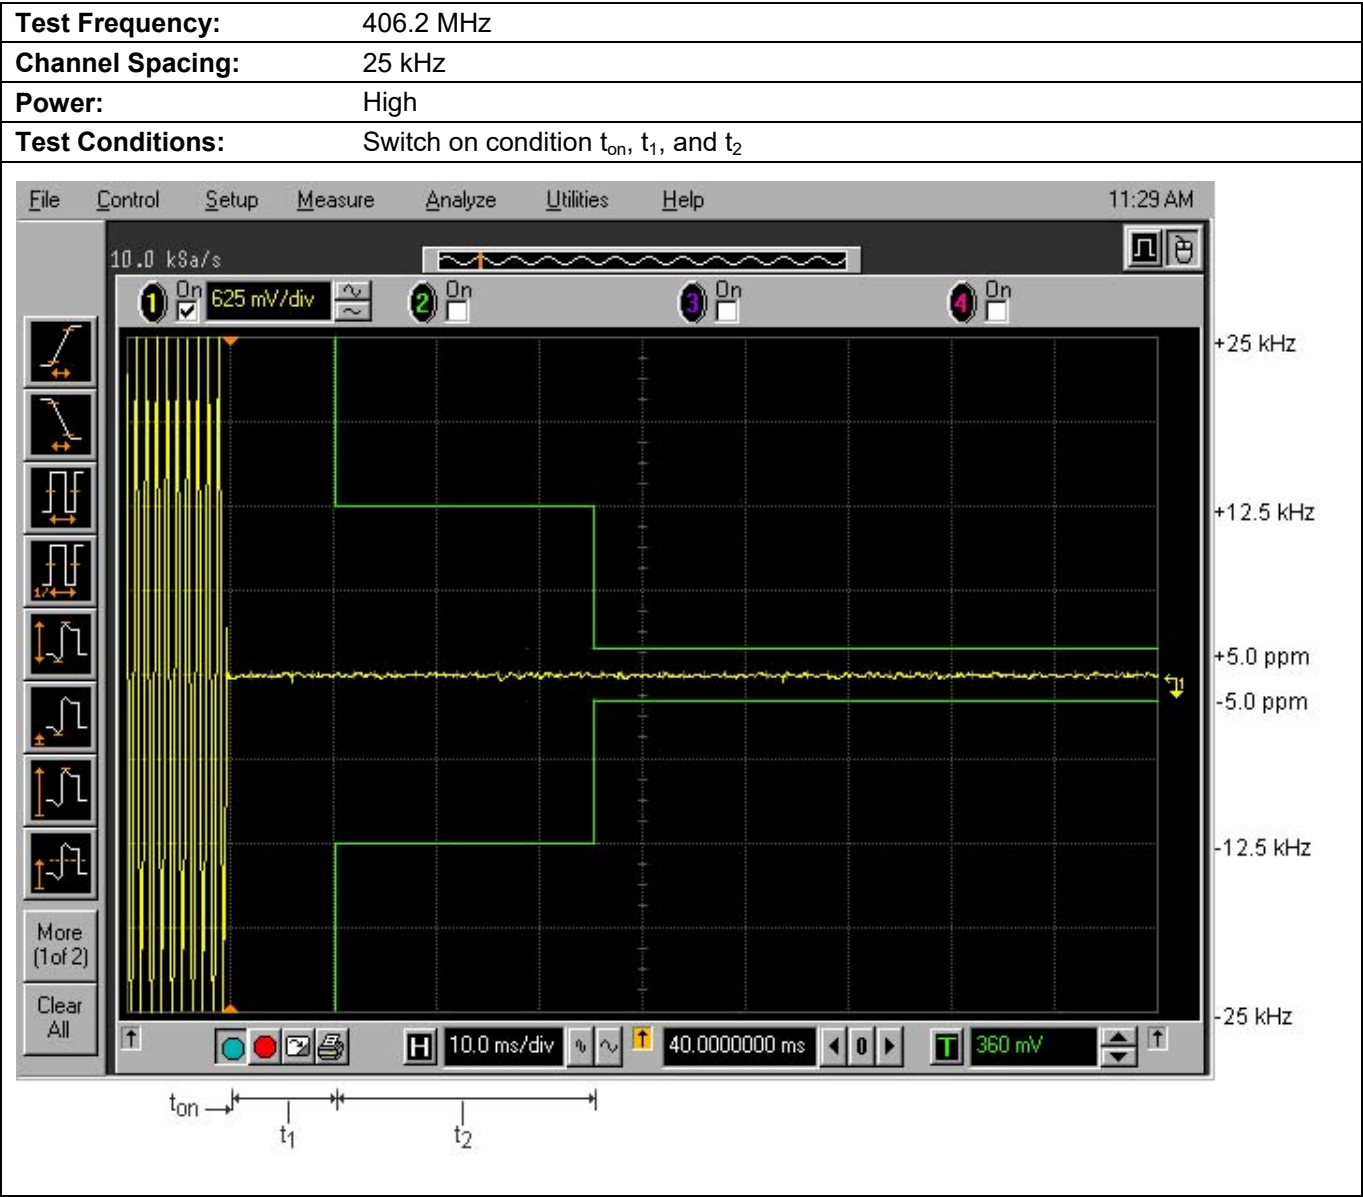 Test Frequency: 406.2 MHz
Channel Spacing: 25 kHz
Power: High
Test Conditions: Switch on condition ton, t1, and t2
File Control Setup Measure Analyze Utilities Help 11:29 AM
10.0 kSa/s
1 On 625 mV/div 2 On 3 On 4 On
+25 kHz
+12.5 kHz
+5.0 ppm
1
-5.0 ppm
-12.5 kHz
-25 kHz
1/
More
(1of 2)
Clear
All
H 10.0 ms/div 40.0000000 ms 0 T 360 mV
ton
t1
t2